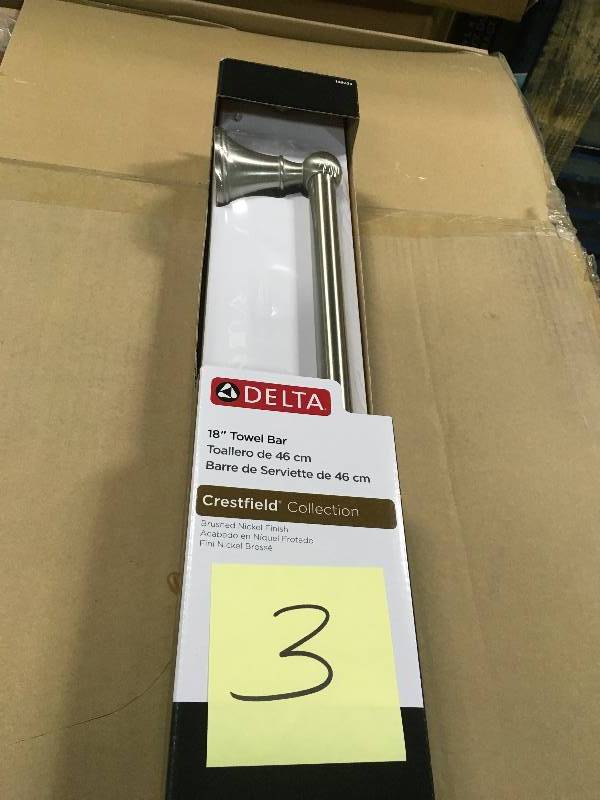 DELTA
18" Towel Bar
Toallero de 46 cm
Barre de Serviette de 46 cm
Crestfield® Collection
Brushed Nickel Finish
Acabado en Níquel Frotado
Fini Nickel Brossé
3